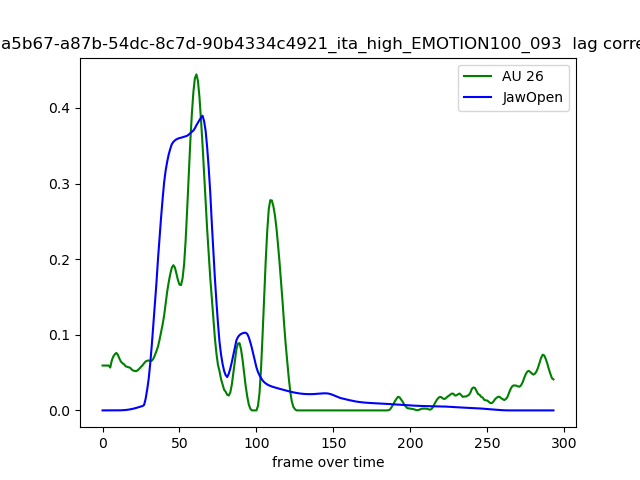 a5b67-a87b-54dc-8c7d-90b4334c4921_ita_high_EMOTION100_093 lag corre
AU 26
JawOpen
0.4
0.3
0.2
0.1
0.0
0 50 100 150 200 250 300
frame over time